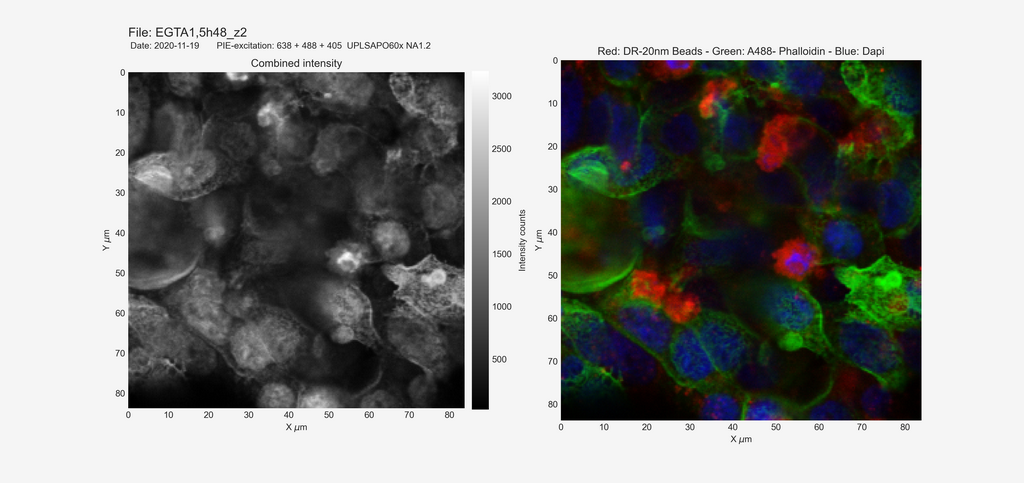 File: EGTA1,5h48_z2
Date: 2020-11-19 PIE-excitation: 638 + 488 + 405 UPLSAPO60x NA1.2
Combined intensity
0
10
20
30
40
50
60
70
80
Y μm
0 10 20 30 40 50 60 70 80
X μm
3000
2500
2000
1500
1000
500
Intensity counts
Red: DR-20nm Beads - Green: A488- Phalloidin - Blue: Dapi
0
10
20
30
40
50
60
70
80
Y μm
0 10 20 30 40 50 60 70 80
X μm